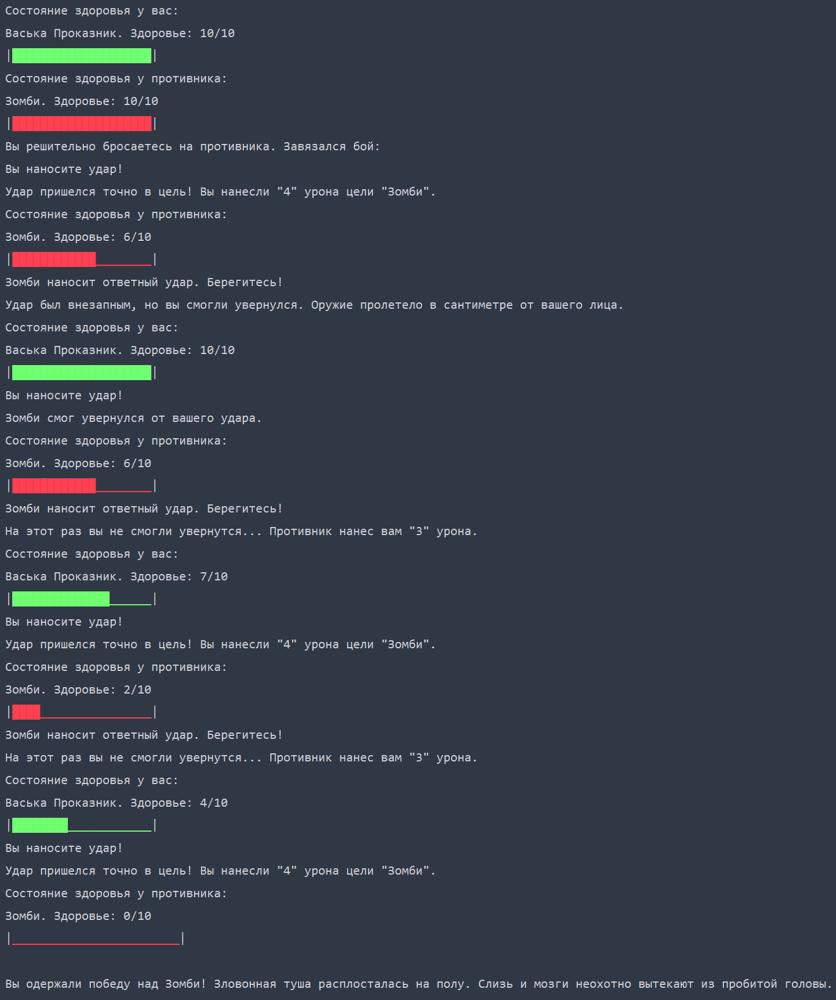 Состояние здоровья у вас:
Васька Проказник. Здоровье: 10/10
|████████████████████|
Состояние здоровья у противника:
Зомби. Здоровье: 10/10
|████████████████████|
Вы решительно бросаетесь на противника. Завязался бой:
Вы наносите удар!
Удар пришелся точно в цель! Вы нанесли "4" урона цели "Зомби".
Состояние здоровья у противника:
Зомби. Здоровье: 6/10
|████████████________|
Зомби наносит ответный удар. Берегитесь!
Удар был внезапным, но вы смогли увернулся. Оружие пролетело в сантиметре от вашего лица.
Состояние здоровья у вас:
Васька Проказник. Здоровье: 10/10
|████████████████████|
Вы наносите удар!
Зомби смог увернулся от вашего удара.
Состояние здоровья у противника:
Зомби. Здоровье: 6/10
|████████████________|
Зомби наносит ответный удар. Берегитесь!
На этот раз вы не смогли увернутся... Противник нанес вам "3" урона.
Состояние здоровья у вас:
Васька Проказник. Здоровье: 7/10
|██████████████______|
Вы наносите удар!
Удар пришелся точно в цель! Вы нанесли "4" урона цели "Зомби".
Состояние здоровья у противника:
Зомби. Здоровье: 2/10
|████________________|
Зомби наносит ответный удар. Берегитесь!
На этот раз вы не смогли увернутся... Противник нанес вам "3" урона.
Состояние здоровья у вас:
Васька Проказник. Здоровье: 4/10
|████████____________|
Вы наносите удар!
Удар пришелся точно в цель! Вы нанесли "4" урона цели "Зомби".
Состояние здоровья у противника:
Зомби. Здоровье: 0/10
|________________________|
Вы одержали победу над Зомби! Зловонная туша расплосталась на полу. Слизь и мозги неохотно вытекают из пробитой головы.